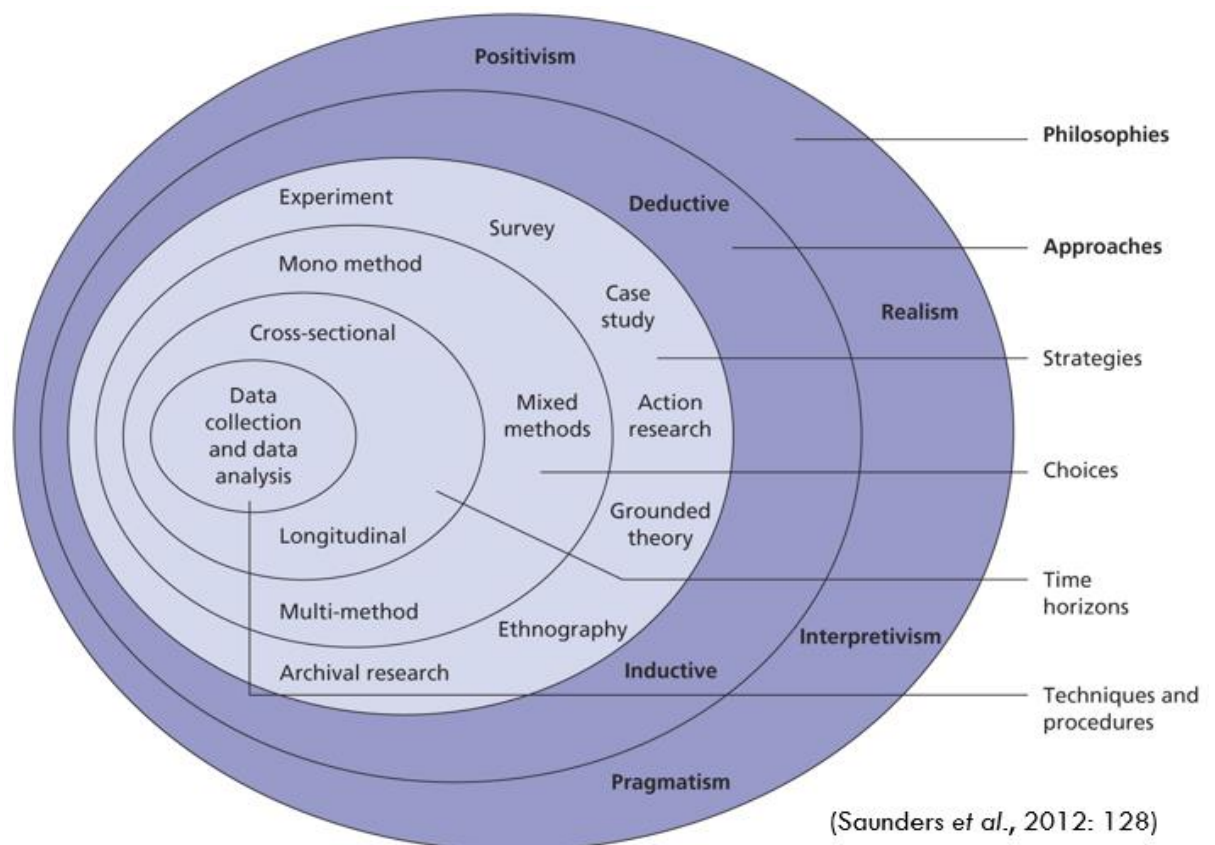 Positivism
Philosophies
Experiment
Deductive
Survey
Approaches
Mono method
Case
study
Realism
Cross-sectional
Strategies
Data
collection
and data
analysis
Mixed
methods
Action
research
Choices
Longitudinal
Grounded
theory
Time
horizons
Multi-method
Ethnography
Interpretivism
Archival research
Inductive
Techniques and
procedures
Pragmatism
(Saunders et al., 2012: 128)